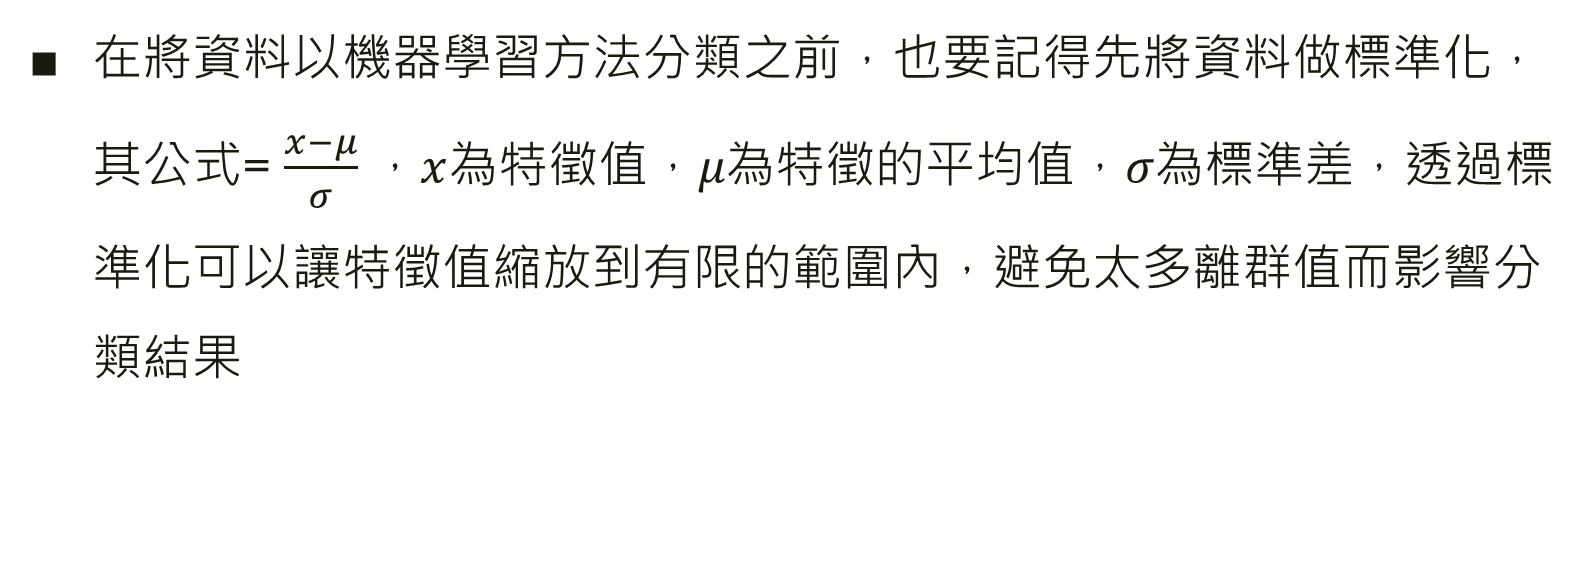 ■ 在將資料以機器學習方法分類之前，也要記得先將資料做標準化，
其公式= x−μ/σ ，x為特徵值，μ為特徵的平均值，σ為標準差，透過標
準化可以讓特徵值縮放到有限的範圍內，避免太多離群值而影響分
類結果